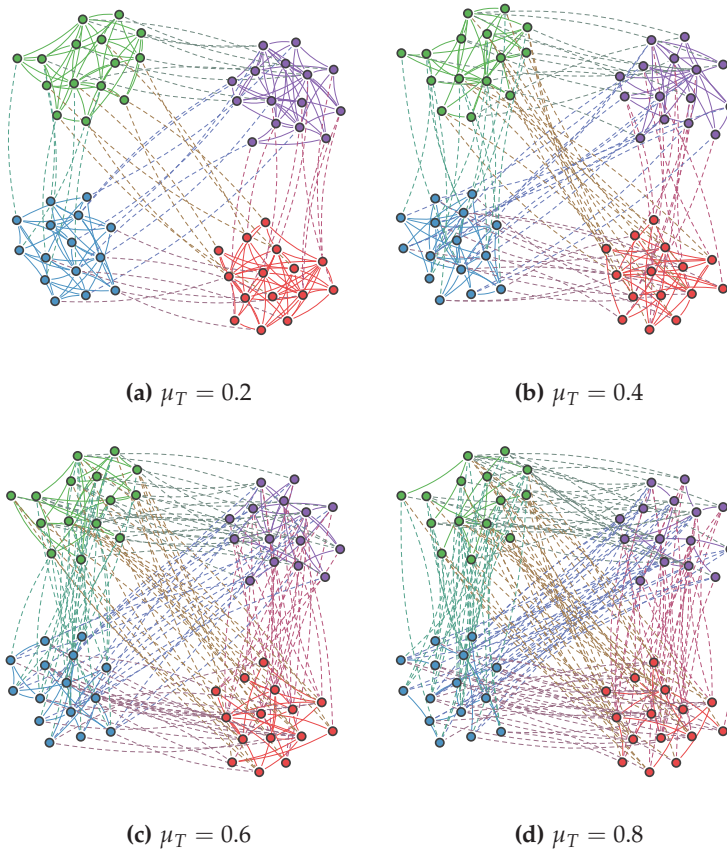 (a) μ_T = 0.2
(b) μ_T = 0.4
(c) μ_T = 0.6
(d) μ_T = 0.8